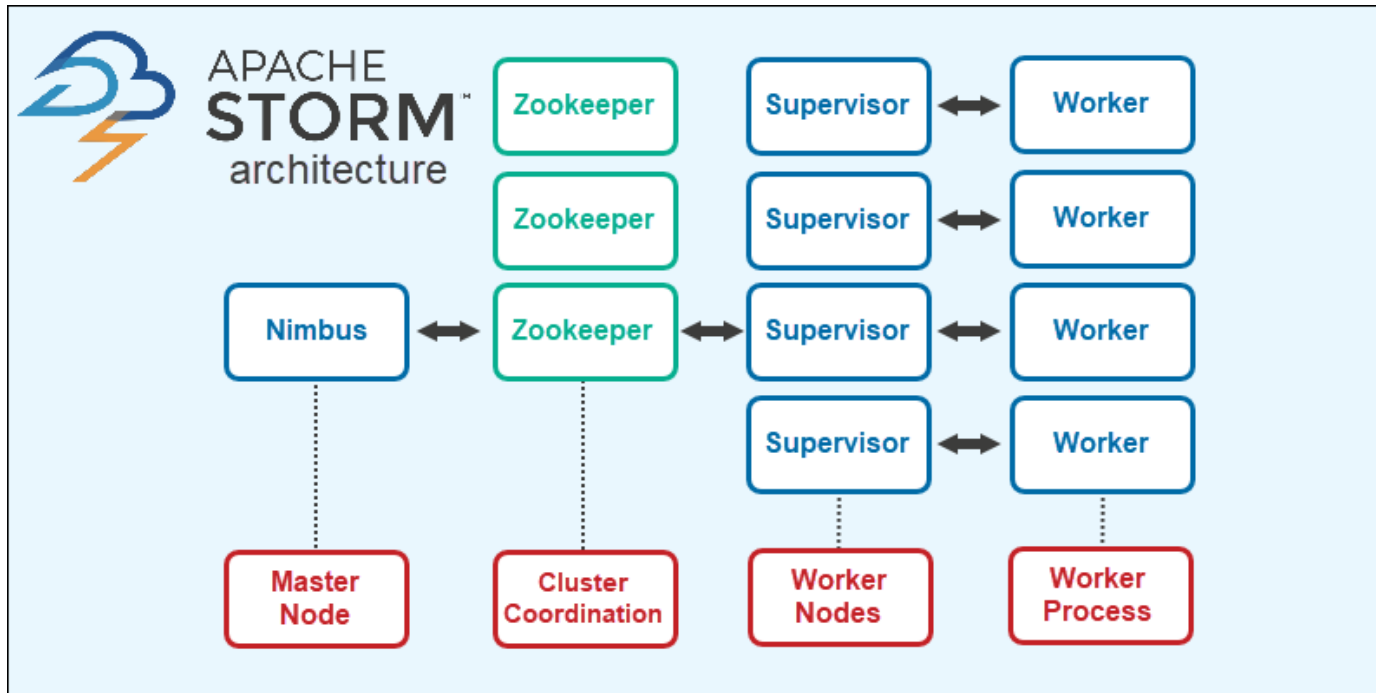 APACHE
STORM™
architecture
Zookeeper
Supervisor
Worker
Zookeeper
Supervisor
Worker
Nimbus
Zookeeper
Supervisor
Worker
Supervisor
Worker
Master
Node
Cluster
Coordination
Worker
Nodes
Worker
Process